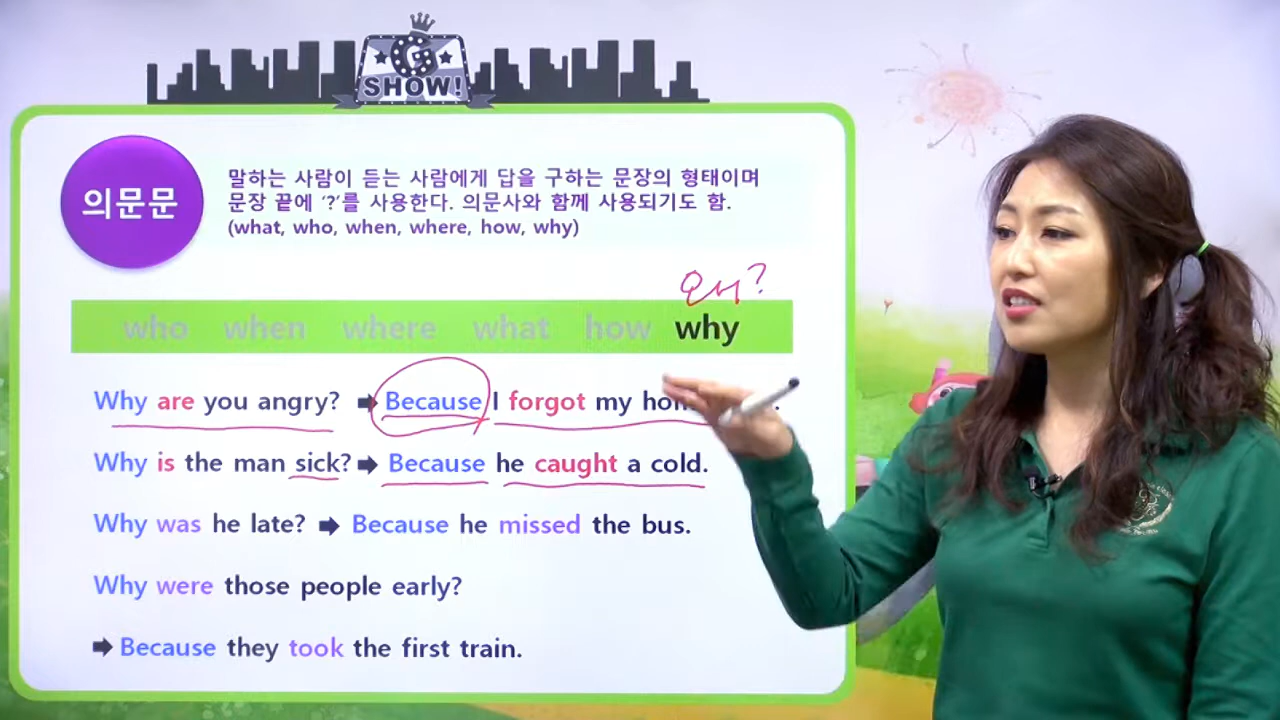 G
SHOW!
의문문
말하는 사람이 듣는 사람에게 답을 구하는 문장의 형태이며
문장 끝에 '?'를 사용한다. 의문사와 함께 사용되기도 함.
(what, who, when, where, how, why)
왜?
who when where what how why
Why are you angry? ➡ Because I forgot my
Why is the man sick? ➡ Because he caught a cold.
Why was he late? ➡ Because he missed the bus.
Why were those people early?
➡ Because they took the first train.